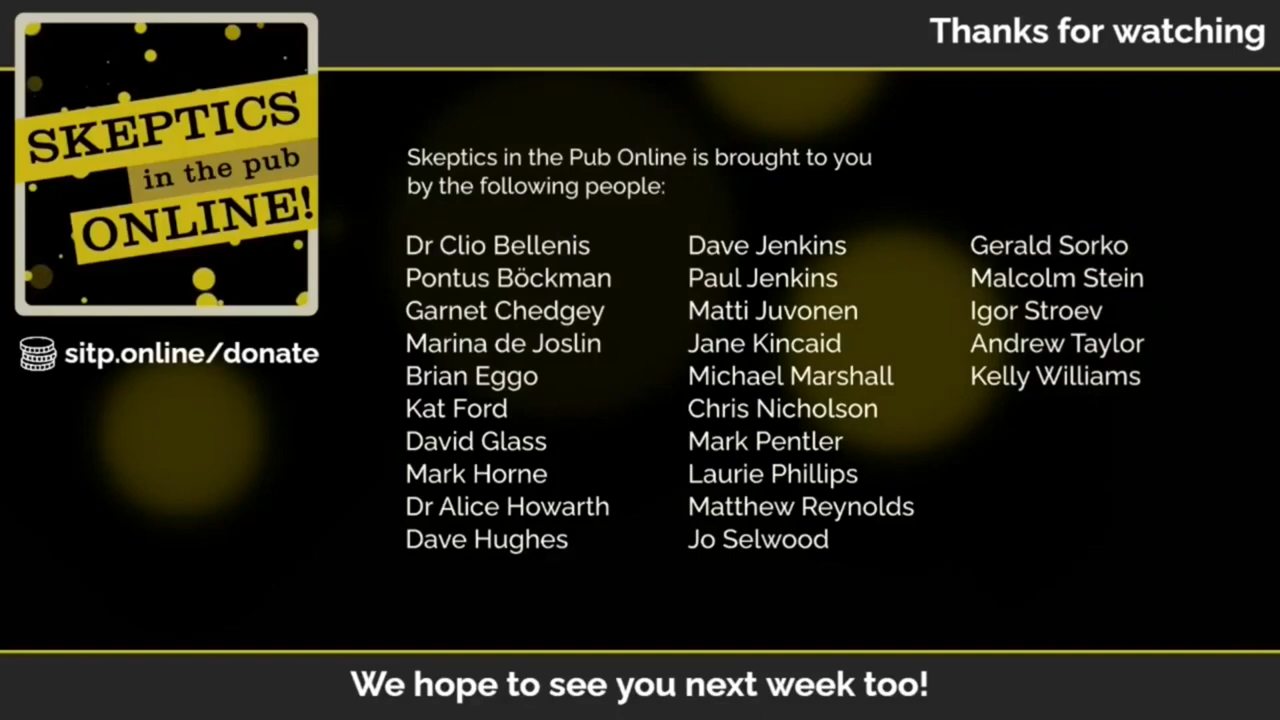 Thanks for watching
SKEPTICS
in the pub
ONLINE!
sitp.online/donate
Skeptics in the Pub Online is brought to you
by the following people:
Dr Clio Bellenis
Pontus Böckman
Garnet Chedgey
Marina de Joslin
Brian Eggo
Kat Ford
David Glass
Mark Horne
Dr Alice Howarth
Dave Hughes
Dave Jenkins
Paul Jenkins
Matti Juvonen
Jane Kincaid
Michael Marshall
Chris Nicholson
Mark Pentler
Laurie Phillips
Matthew Reynolds
Jo Selwood
Gerald Sorko
Malcolm Stein
Igor Stroev
Andrew Taylor
Kelly Williams
We hope to see you next week too!